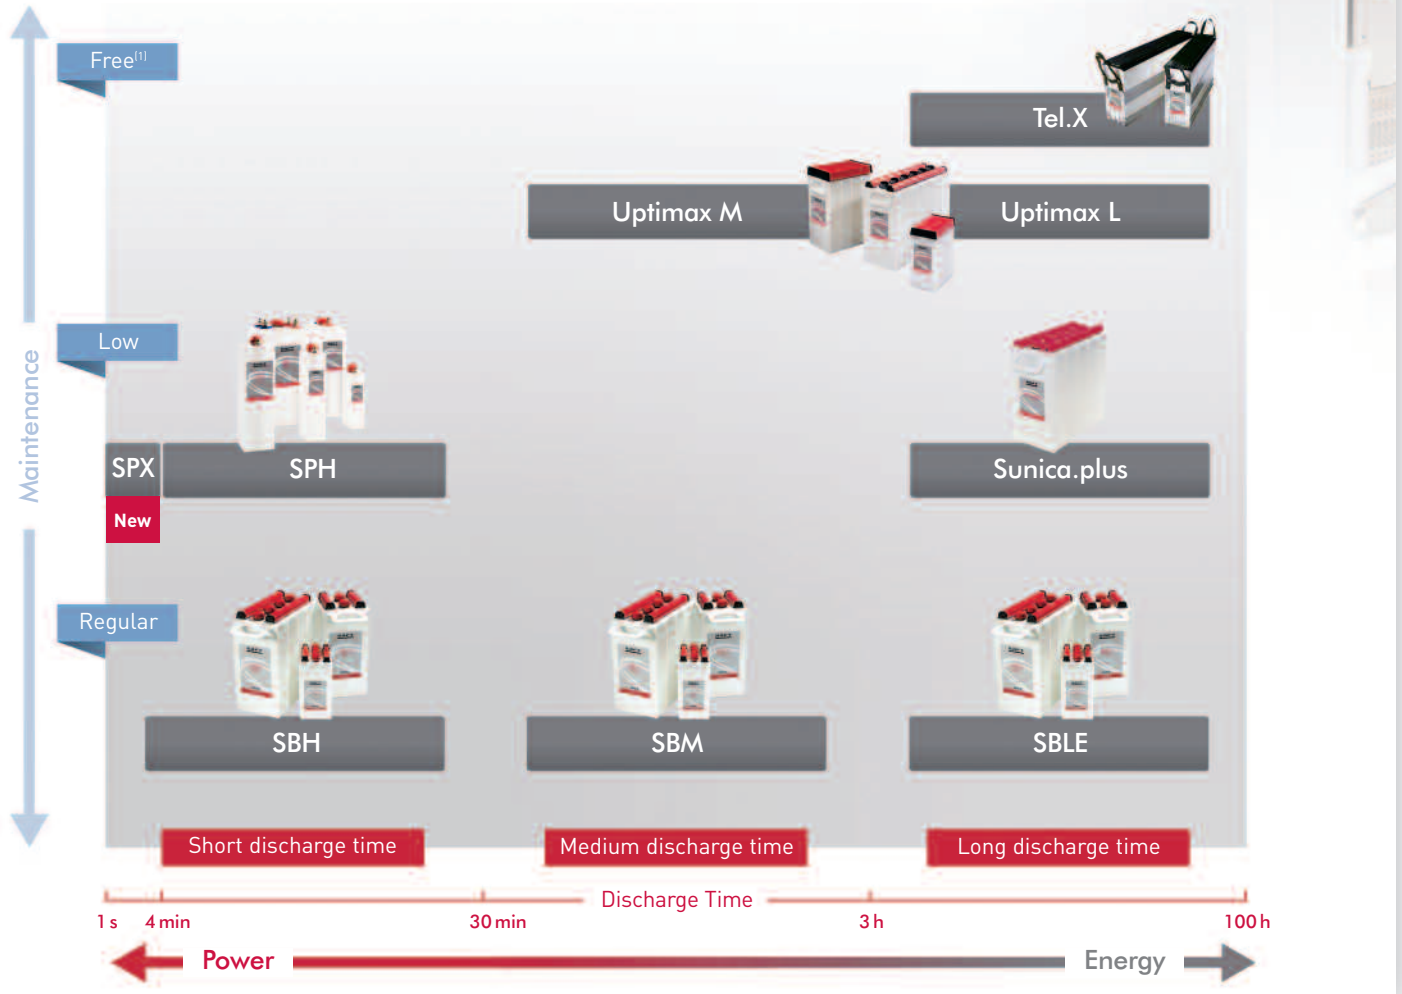 Free(1)
Tel.X
Uptimax M
Uptimax L
Low
Maintenance
SPX
SPH
Sunica.plus
New
Regular
SBH
SBM
SBLE
Short discharge time
Medium discharge time
Long discharge time
Discharge Time
1 s
4 min
30 min
3 h
100 h
Power
Energy